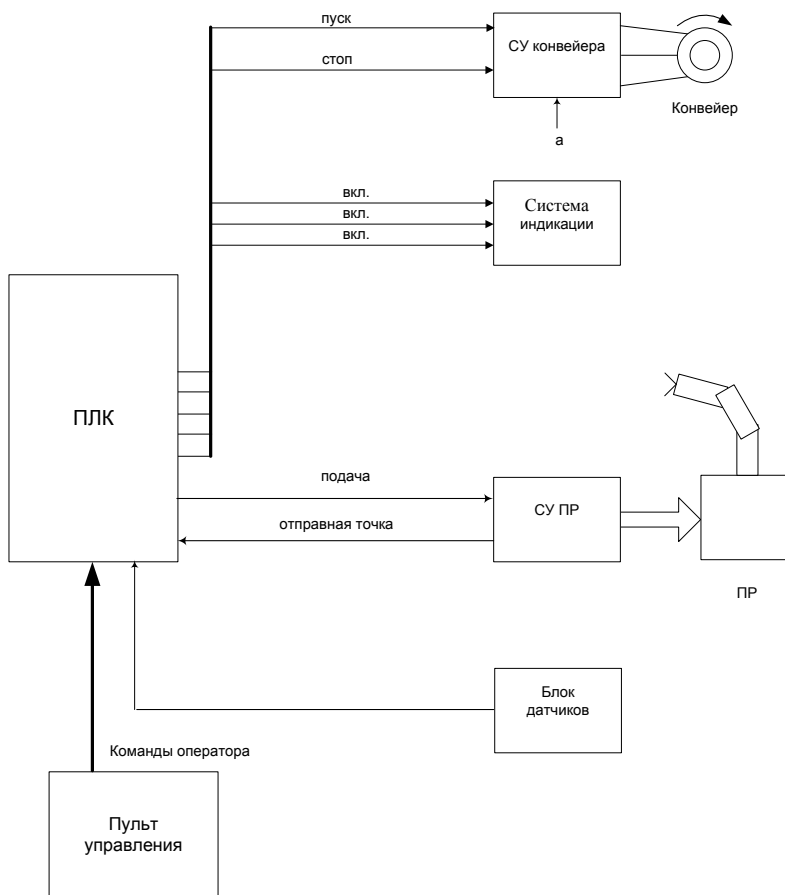 пуск
стоп
СУ конвейера
Конвейер
а
вкл.
вкл.
вкл.
Система
индикации
ПЛК
подача
отправная точка
СУ ПР
ПР
Блок
датчиков
Команды оператора
Пульт
управления